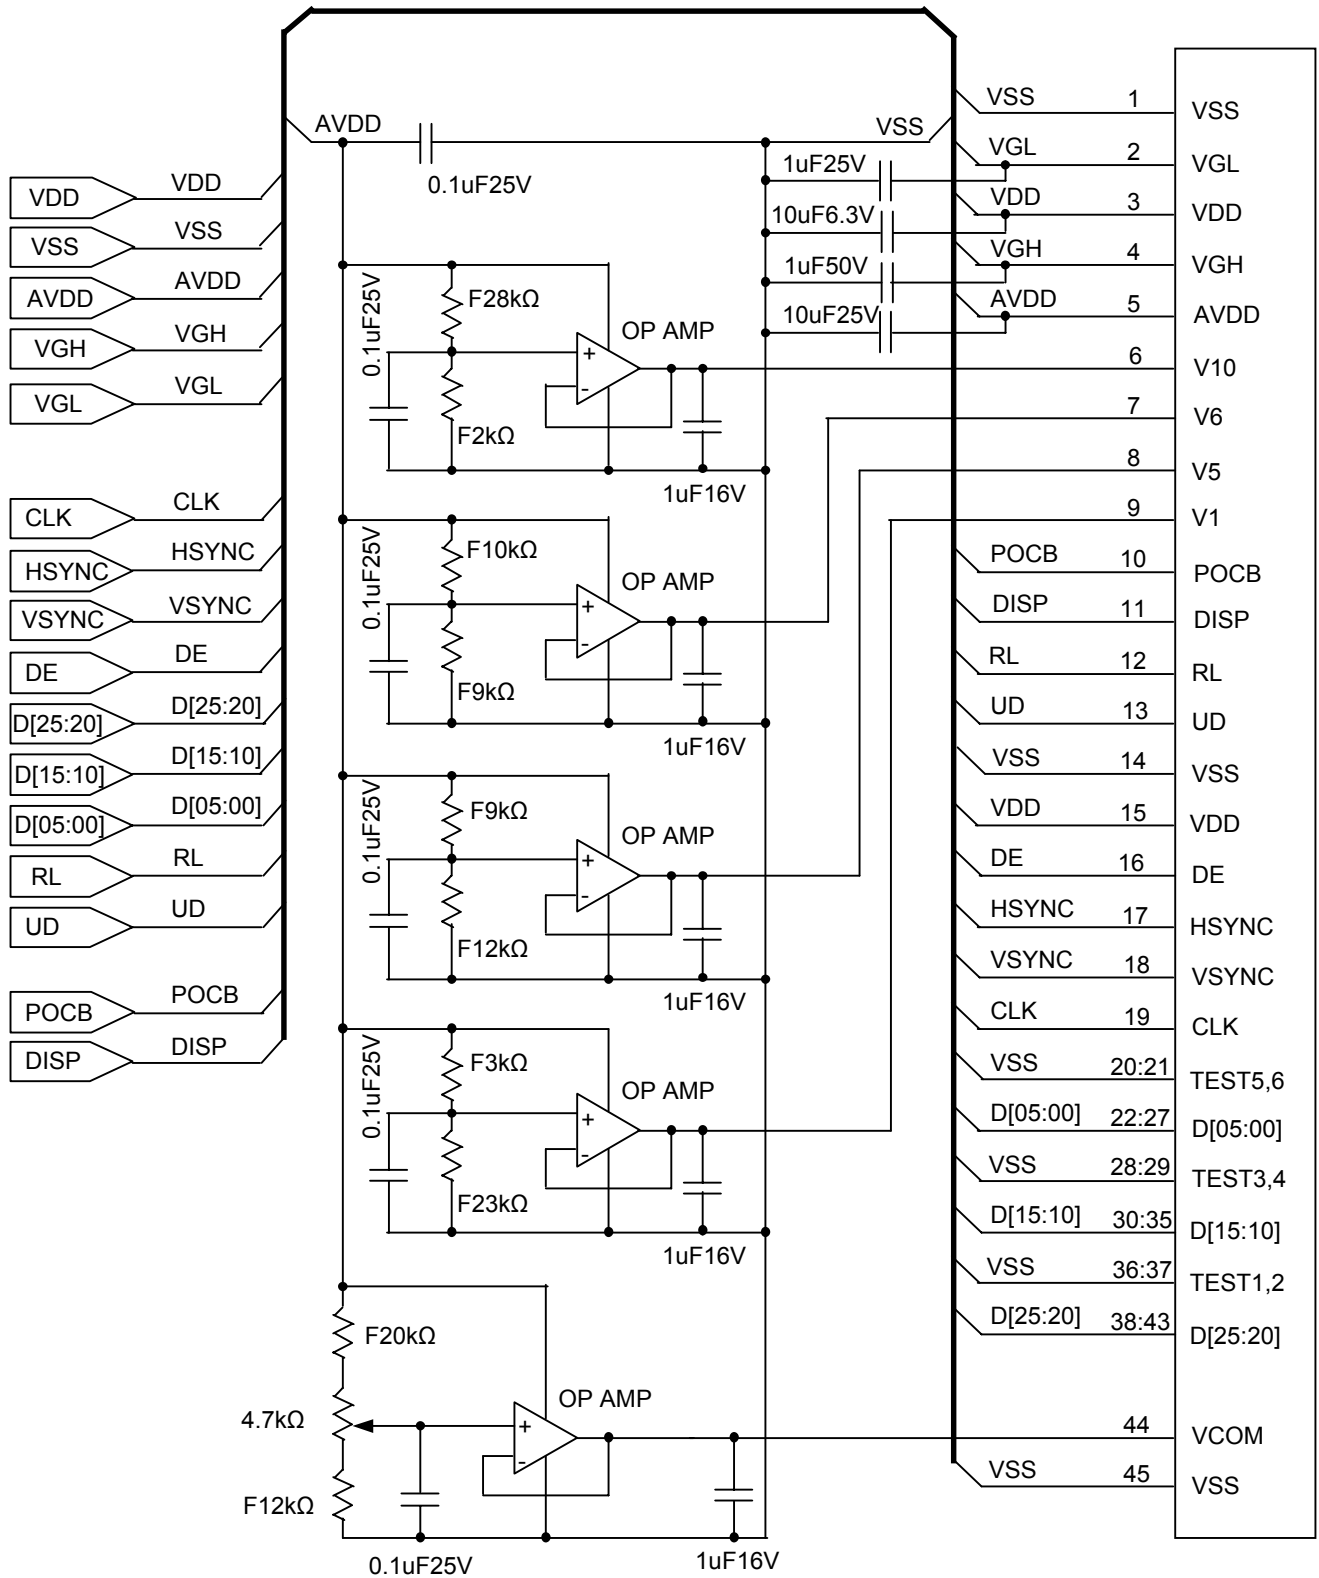 AVDD
0.1uF25V
VSS
VDD
VDD
VSS
VSS
AVDD
AVDD
VGH
VGH
VGL
VGL
CLK
CLK
HSYNC
HSYNC
VSYNC
VSYNC
DE
DE
D[25:20]
D[25:20]
D[15:10]
D[15:10]
D[05:00]
D[05:00]
RL
RL
UD
UD
POCB
POCB
DISP
DISP
0.1uF25V
F28kΩ
F2kΩ
OP AMP
+
-
1uF16V
0.1uF25V
F10kΩ
F9kΩ
OP AMP
+
-
1uF16V
0.1uF25V
F9kΩ
F12kΩ
OP AMP
+
-
1uF16V
0.1uF25V
F3kΩ
F23kΩ
OP AMP
+
-
1uF16V
F20kΩ
4.7kΩ
F12kΩ
OP AMP
+
-
0.1uF25V
1uF16V
1uF25V
10uF6.3V
1uF50V
10uF25V
VSS 1 VSS
VGL 2 VGL
VDD 3 VDD
VGH 4 VGH
AVDD 5 AVDD
6 V10
7 V6
8 V5
9 V1
POCB 10 POCB
DISP 11 DISP
RL 12 RL
UD 13 UD
VSS 14 VSS
VDD 15 VDD
DE 16 DE
HSYNC 17 HSYNC
VSYNC 18 VSYNC
CLK 19 CLK
VSS 20:21 TEST5,6
D[05:00] 22:27 D[05:00]
VSS 28:29 TEST3,4
D[15:10] 30:35 D[15:10]
VSS 36:37 TEST1,2
D[25:20] 38:43 D[25:20]
44 VCOM
VSS 45 VSS